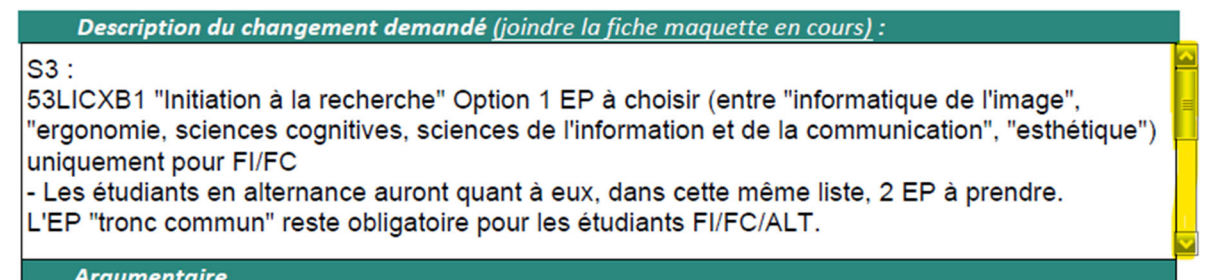 Description du changement demandé (joindre la fiche maquette en cours) :
S3 :
53LICXB1 "Initiation à la recherche" Option 1 EP à choisir (entre "informatique de l'image",
"ergonomie, sciences cognitives, sciences de l'information et de la communication", "esthétique")
uniquement pour FI/FC
- Les étudiants en alternance auront quant à eux, dans cette même liste, 2 EP à prendre.
L'EP "tronc commun" reste obligatoire pour les étudiants FI/FC/ALT.
Argumentaire